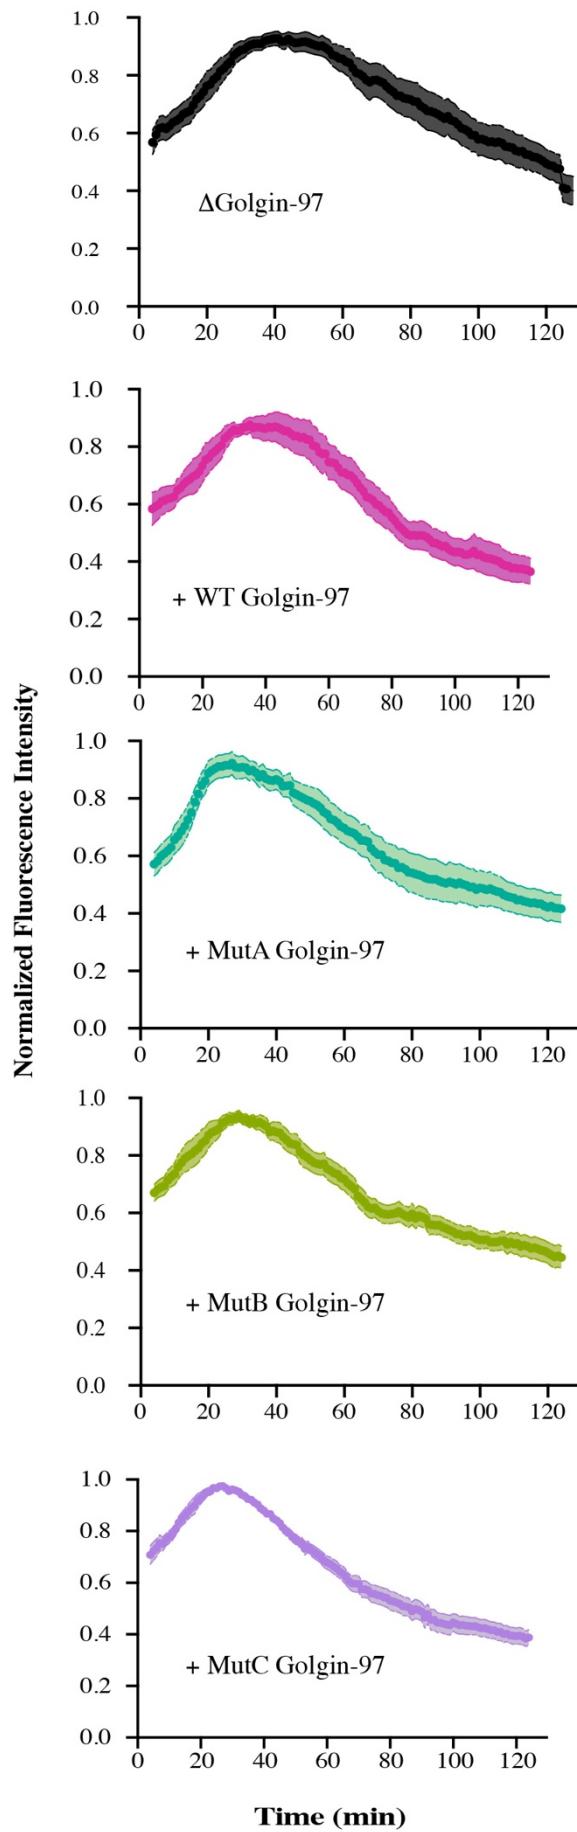 1.0
0.8
0.6
0.4
0.2
0.0
ΔGolgin-97
0 20 40 60 80 100 120
1.0
0.8
0.6
0.4
0.2
0.0
+ WT Golgin-97
0 20 40 60 80 100 120
Normalized Fluorescence Intensity
1.0
0.8
0.6
0.4
0.2
0.0
+ MutA Golgin-97
0 20 40 60 80 100 120
1.0
0.8
0.6
0.4
0.2
0.0
+ MutB Golgin-97
0 20 40 60 80 100 120
1.0
0.8
0.6
0.4
0.2
0.0
+ MutC Golgin-97
0 20 40 60 80 100 120
Time (min)